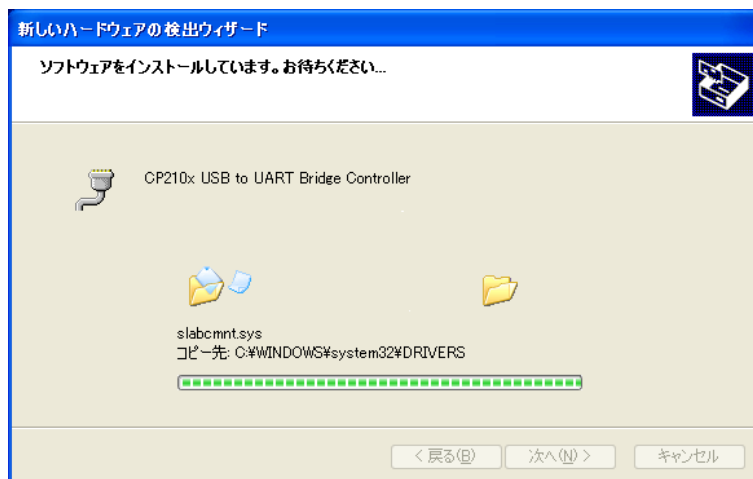 新しいハードウェアの検出ウィザード
ソフトウェアをインストールしています。お待ちください...
CP210x USB to UART Bridge Controller
slabcmnt.sys
コピー先: C:¥WINDOWS¥system32¥DRIVERS
< 戻る(B) 次へ(N) > キャンセル